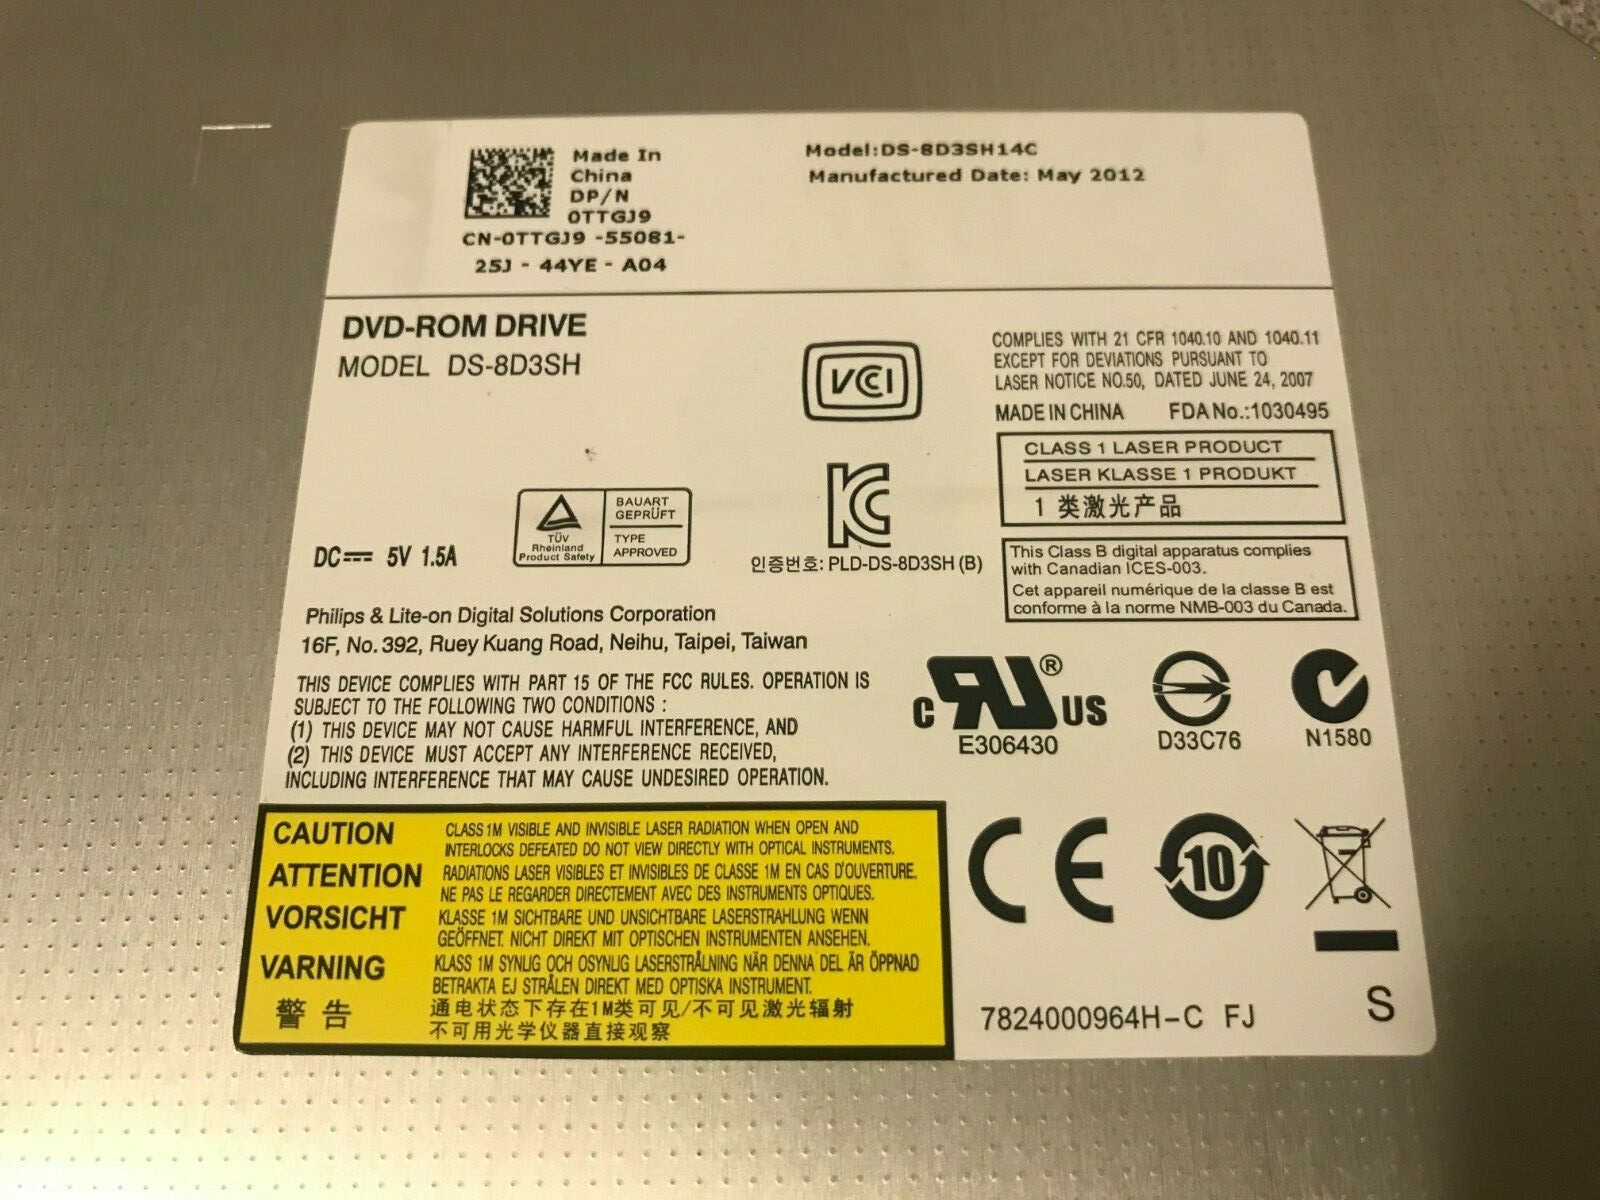 Made In
China
DP/N
0TTGJ9
CN-0TTGJ9 -55081-
25J - 44YE - A04
Model:DS-8D3SH14C
Manufactured Date: May 2012
DVD-ROM DRIVE
MODEL DS-8D3SH
VCCI
COMPLIES WITH 21 CFR 1040.10 AND 1040.11
EXCEPT FOR DEVIATIONS PURSUANT TO
LASER NOTICE NO.50, DATED JUNE 24, 2007
MADE IN CHINA FDA No.:1030495
CLASS 1 LASER PRODUCT
LASER KLASSE 1 PRODUKT
1 类激光产品
TÜV
Rheinland
Product Safety
BAUART
GEPRÜFT
TYPE
APPROVED
DC 5V 1.5A
KC
인증번호: PLD-DS-8D3SH (B)
This Class B digital apparatus complies
with Canadian ICES-003.
Cet appareil numérique de la classe B est
conforme à la norme NMB-003 du Canada.
Philips & Lite-on Digital Solutions Corporation
16F, No. 392, Ruey Kuang Road, Neihu, Taipei, Taiwan
THIS DEVICE COMPLIES WITH PART 15 OF THE FCC RULES. OPERATION IS
SUBJECT TO THE FOLLOWING TWO CONDITIONS :
(1) THIS DEVICE MAY NOT CAUSE HARMFUL INTERFERENCE, AND
(2) THIS DEVICE MUST ACCEPT ANY INTERFERENCE RECEIVED,
INCLUDING INTERFERENCE THAT MAY CAUSE UNDESIRED OPERATION.
C RU ® US
E306430
D33C76
N1580
CAUTION CLASS 1M VISIBLE AND INVISIBLE LASER RADIATION WHEN OPEN AND
INTERLOCKS DEFEATED DO NOT VIEW DIRECTLY WITH OPTICAL INSTRUMENTS.
ATTENTION RADIATIONS LASER VISIBLES ET INVISIBLES DE CLASSE 1M EN CAS D'OUVERTURE.
NE PAS LE REGARDER DIRECTEMENT AVEC DES INSTRUMENTS OPTIQUES.
VORSICHT KLASSE 1M SICHTBARE UND UNSICHTBARE LASERSTRAHLUNG WENN
GEÖFFNET. NICHT DIREKT MIT OPTISCHEN INSTRUMENTEN ANSEHEN.
VARNING KLASS 1M SYNLIG OCH OSYNLIG LASERSTRÅLNING NÄR DENNA DEL ÄR ÖPPNAD
BETRAKTA EJ STRÅLEN DIREKT MED OPTISKA INSTRUMENT.
警告 通电状态下存在1M类可见/不可见激光辐射
不可用光学仪器直接观察
CE
10
7824000964H-C FJ
S